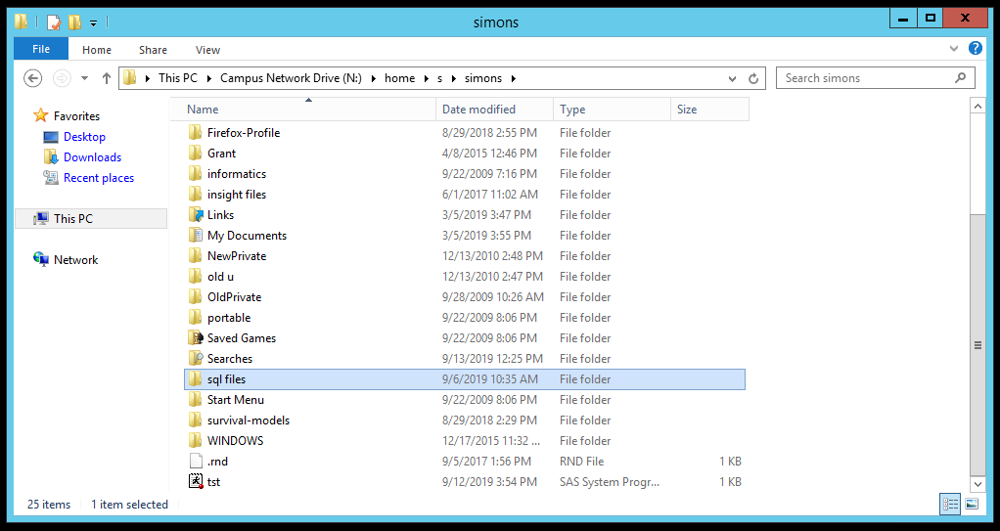 simons
File Home Share View
This PC Campus Network Drive (N:) home s simons Search simons
Name Date modified Type Size
Favorites
Desktop
Downloads
Recent places
This PC
Network
Firefox-Profile 8/29/2018 2:55 PM File folder
Grant 4/8/2015 12:46 PM File folder
informatics 9/22/2009 7:16 PM File folder
insight files 6/1/2017 11:02 AM File folder
Links 3/5/2019 3:47 PM File folder
My Documents 3/5/2019 3:55 PM File folder
NewPrivate 12/13/2010 2:48 PM File folder
old u 12/13/2010 2:47 PM File folder
OldPrivate 9/28/2009 10:26 AM File folder
portable 9/22/2009 8:06 PM File folder
Saved Games 9/22/2009 8:06 PM File folder
Searches 9/13/2019 12:25 PM File folder
sql files 9/6/2019 10:35 AM File folder
Start Menu 9/22/2009 8:06 PM File folder
survival-models 8/29/2018 2:29 PM File folder
WINDOWS 12/17/2015 11:32 ... File folder
.rnd 9/5/2017 1:56 PM RND File 1 KB
tst 9/12/2019 3:54 PM SAS System Progr... 1 KB
25 items 1 item selected